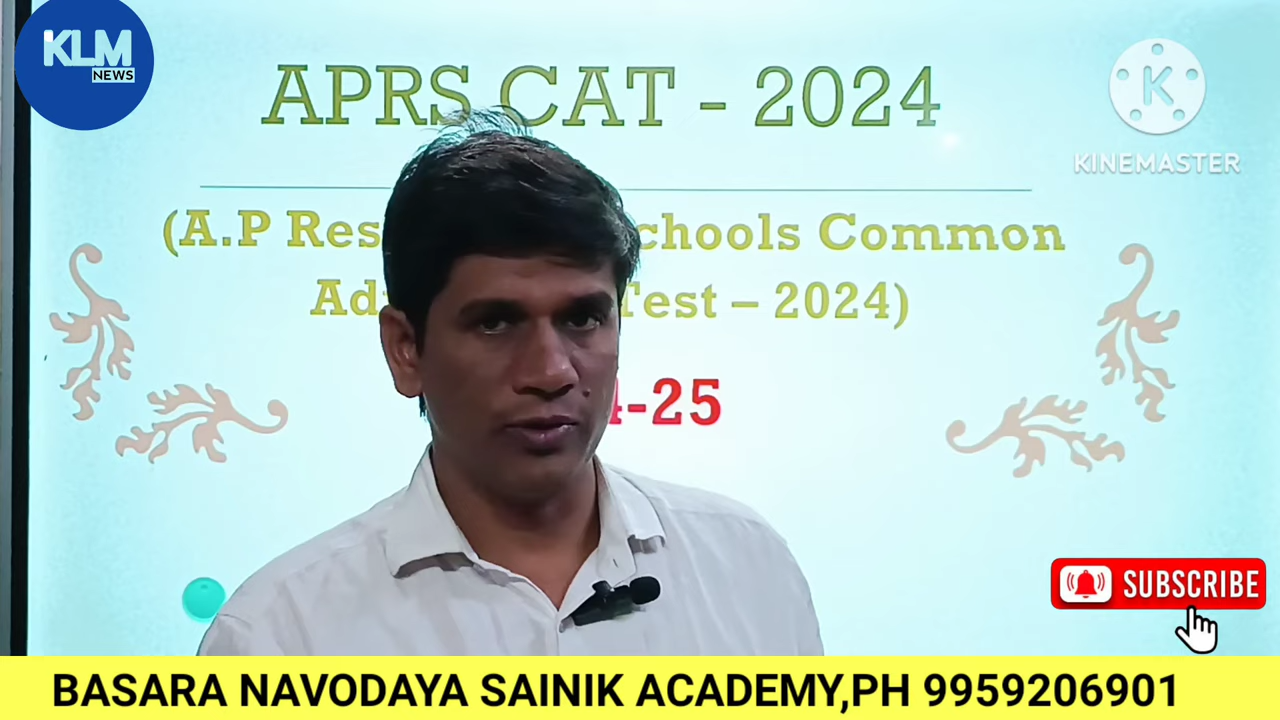 KLM
NEWS
APRS CAT - 2024
K
KINEMASTER
(A.P Res chools Common
Ad Test – 2024)
-25
SUBSCRIBE
BASARA NAVODAYA SAINIK ACADEMY,PH 9959206901